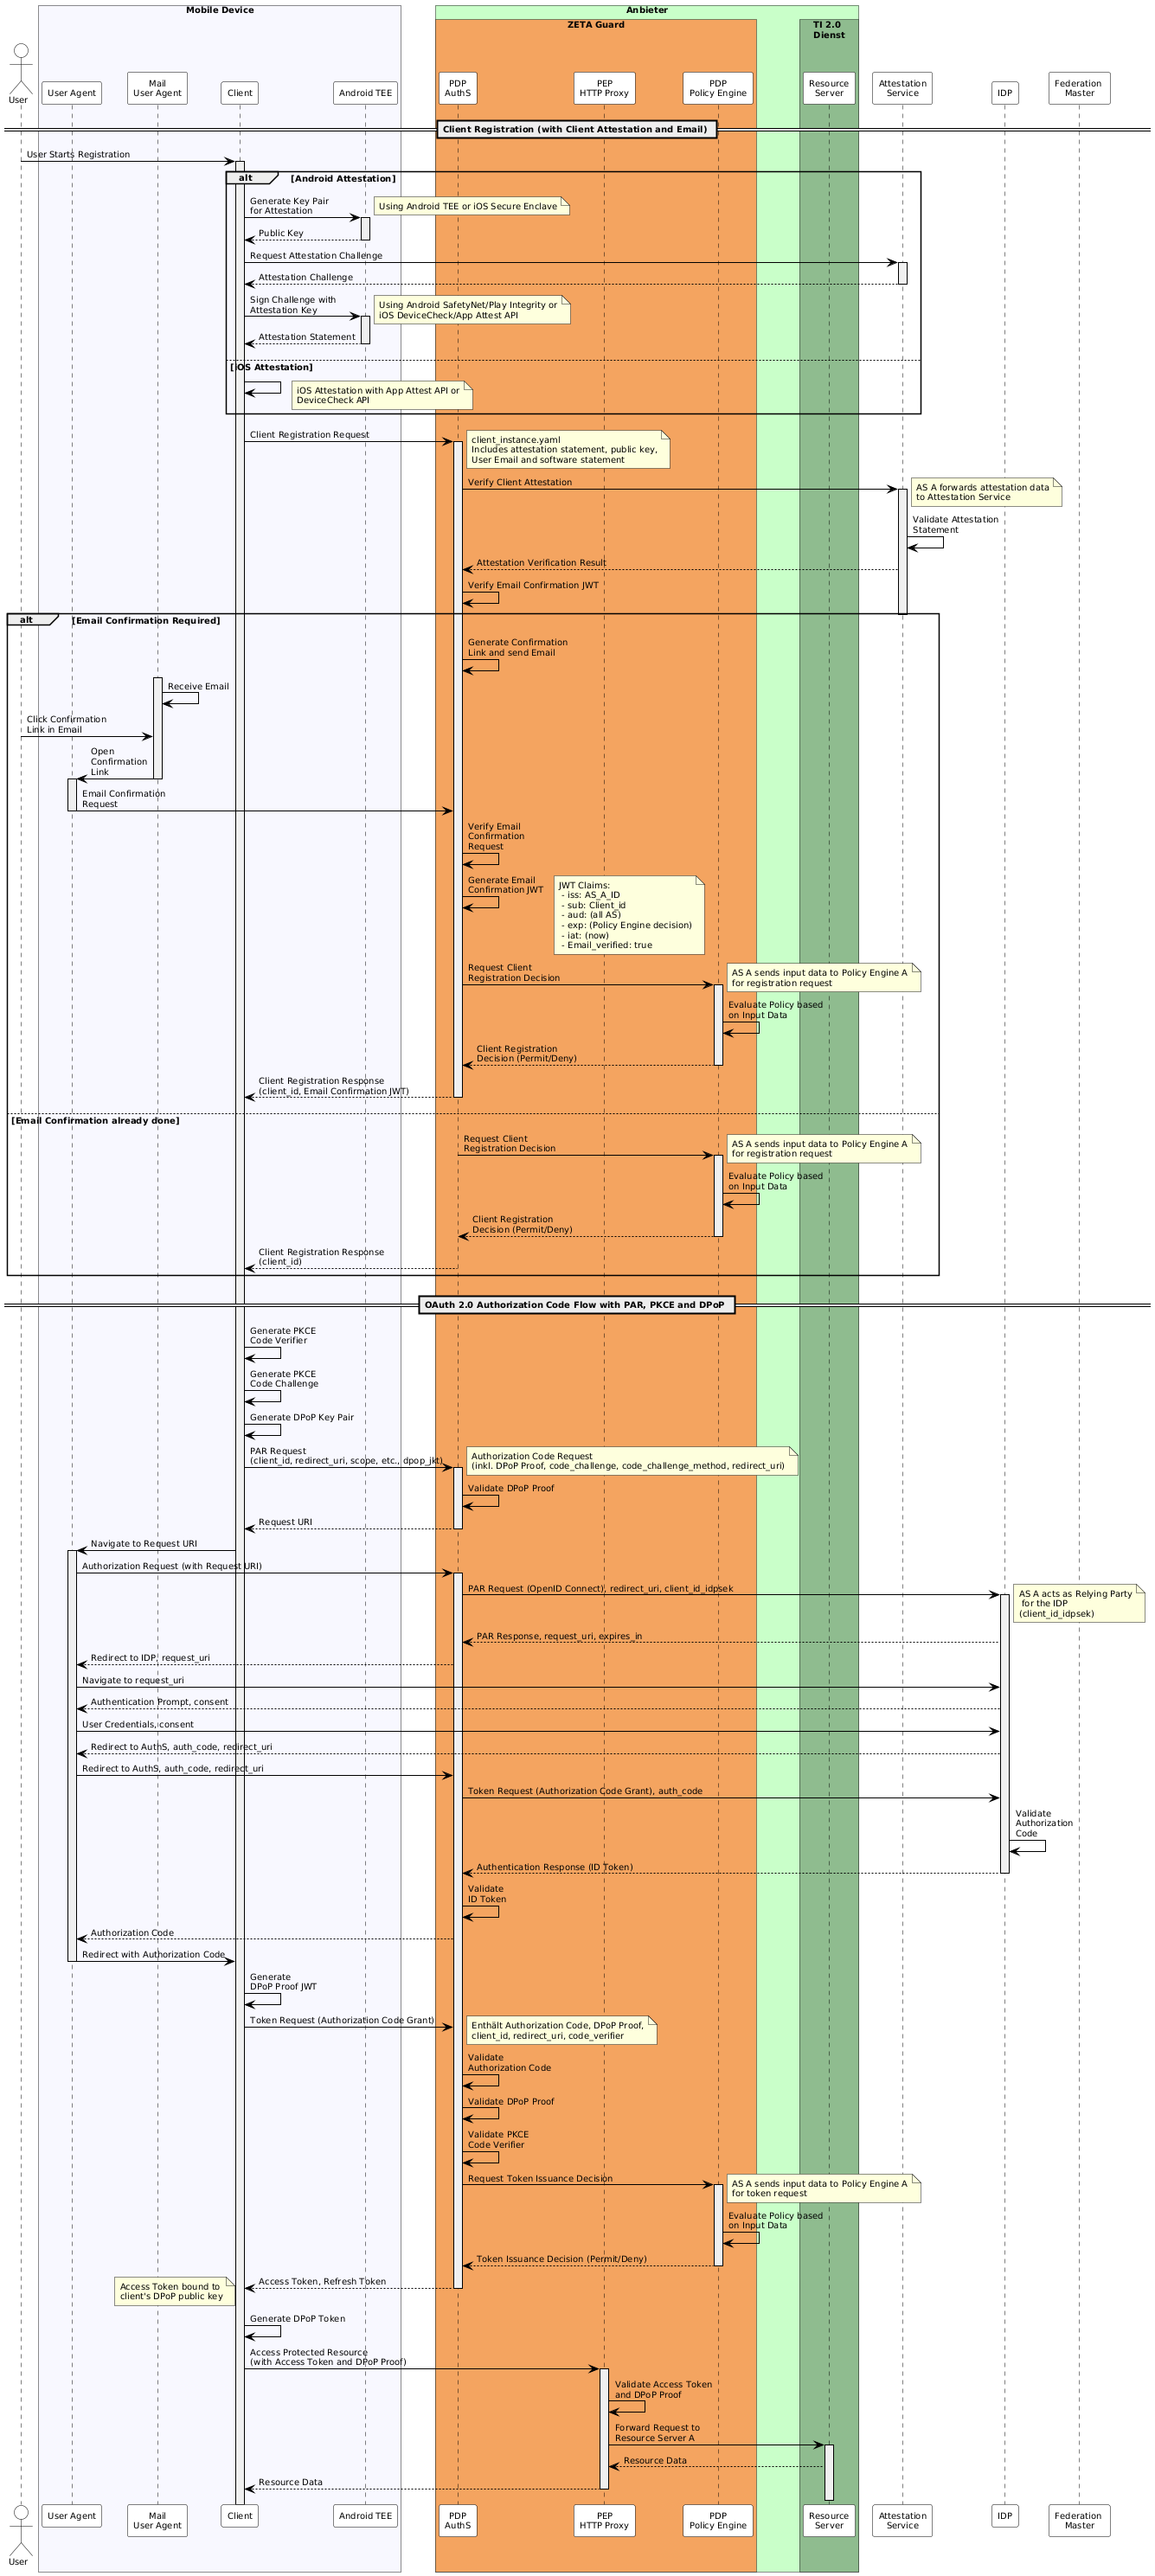 Mobile Device
Anbieter
ZETA Guard
TI 2.0
Dienst
User
User Agent
Mail
User Agent
Client
Android TEE
PDP
AuthS
PEP
HTTP Proxy
PDP
Policy Engine
Resource
Server
Attestation
Service
IDP
Federation
Master
Client Registration (with Client Attestation and Email)
User Starts Registration
alt
[Android Attestation]
Generate Key Pair
for Attestation
Using Android TEE or iOS Secure Enclave
Public Key
Request Attestation Challenge
Attestation Challenge
Sign Challenge with
Attestation Key
Using Android SafetyNet/Play Integrity or
iOS DeviceCheck/App Attest API
Attestation Statement
[iOS Attestation]
iOS Attestation with App Attest API or
DeviceCheck API
Client Registration Request
client_instance.yaml
Includes attestation statement, public key,
User Email and software statement
Verify Client Attestation
AS A forwards attestation data
to Attestation Service
Validate Attestation
Statement
Attestation Verification Result
Verify Email Confirmation JWT
alt
[Email Confirmation Required]
Generate Confirmation
Link and send Email
Receive Email
Click Confirmation
Link in Email
Open
Confirmation
Link
Email Confirmation
Request
Verify Email
Confirmation
Request
Generate Email
Confirmation JWT
JWT Claims:
- iss: AS_A_ID
- sub: Client_id
- aud: (all AS)
- exp: (Policy Engine decision)
- iat: (now)
- Email_verified: true
Request Client
Registration Decision
AS A sends input data to Policy Engine A
for registration request
Evaluate Policy based
on Input Data
Client Registration
Decision (Permit/Deny)
Client Registration Response
(client_id, Email Confirmation JWT)
[Email Confirmation already done]
Request Client
Registration Decision
AS A sends input data to Policy Engine A
for registration request
Evaluate Policy based
on Input Data
Client Registration
Decision (Permit/Deny)
Client Registration Response
(client_id)
OAuth 2.0 Authorization Code Flow with PAR, PKCE and DPoP
Generate PKCE
Code Verifier
Generate PKCE
Code Challenge
Generate DPoP Key Pair
PAR Request
(client_id, redirect_uri, scope, etc., dpop_jkt)
Authorization Code Request
(inkl. DPoP Proof, code_challenge, code_challenge_method, redirect_uri)
Validate DPoP Proof
Request URI
Navigate to Request URI
Authorization Request (with Request URI)
PAR Request (OpenID Connect), redirect_uri, client_id_idpsek
AS A acts as Relying Party
for the IDP
(client_id_idpsek)
PAR Response, request_uri, expires_in
Redirect to IDP, request_uri
Navigate to request_uri
Authentication Prompt, consent
User Credentials, consent
Redirect to AuthS, auth_code, redirect_uri
Redirect to AuthS, auth_code, redirect_uri
Token Request (Authorization Code Grant), auth_code
Validate
Authorization
Code
Authentication Response (ID Token)
Validate
ID Token
Authorization Code
Redirect with Authorization Code
Generate
DPoP Proof JWT
Token Request (Authorization Code Grant)
Enthält Authorization Code, DPoP Proof,
client_id, redirect_uri, code_verifier
Validate
Authorization Code
Validate DPoP Proof
Validate PKCE
Code Verifier
Request Token Issuance Decision
AS A sends input data to Policy Engine A
for token request
Evaluate Policy based
on Input Data
Token Issuance Decision (Permit/Deny)
Access Token, Refresh Token
Access Token bound to
client's DPoP public key
Generate DPoP Token
Access Protected Resource
(with Access Token and DPoP Proof)
Validate Access Token
and DPoP Proof
Forward Request to
Resource Server A
Resource Data
Resource Data
User
User Agent
Mail
User Agent
Client
Android TEE
PDP
AuthS
PEP
HTTP Proxy
PDP
Policy Engine
Resource
Server
Attestation
Service
IDP
Federation
Master